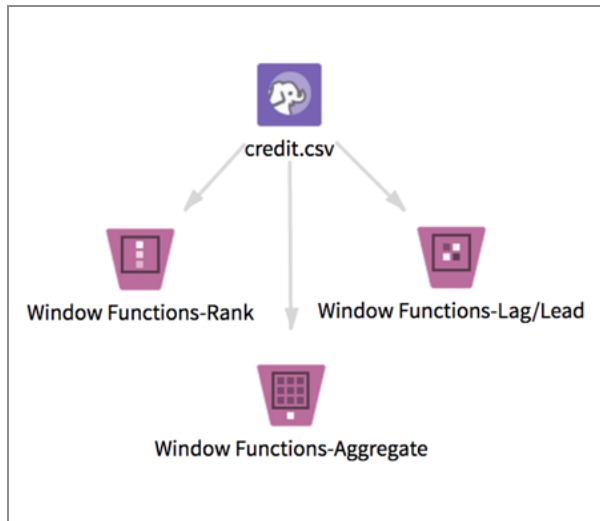 credit.csv
Window Functions-Rank
Window Functions-Lag/Lead
Window Functions-Aggregate